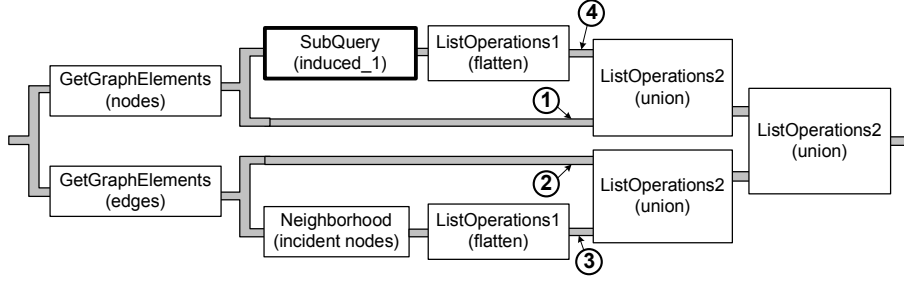 SubQuery
(induced_1)
ListOperations1
(flatten)
4
GetGraphElements
(nodes)
ListOperations2
(union)
1
ListOperations2
(union)
GetGraphElements
(edges)
2
ListOperations2
(union)
Neighborhood
(incident nodes)
ListOperations1
(flatten)
3